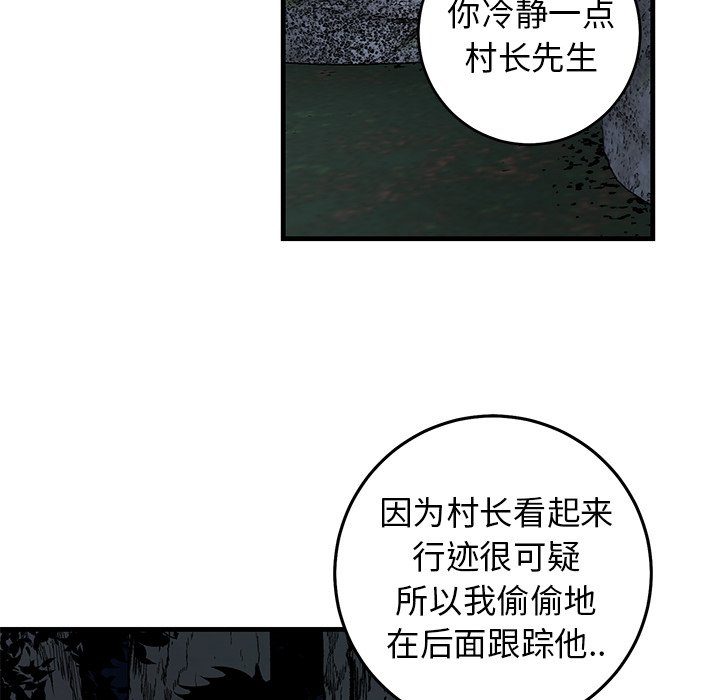 你冷静一点
村长先生
因为村长看起来
行迹很可疑
所以我偷偷地
在后面跟踪他..